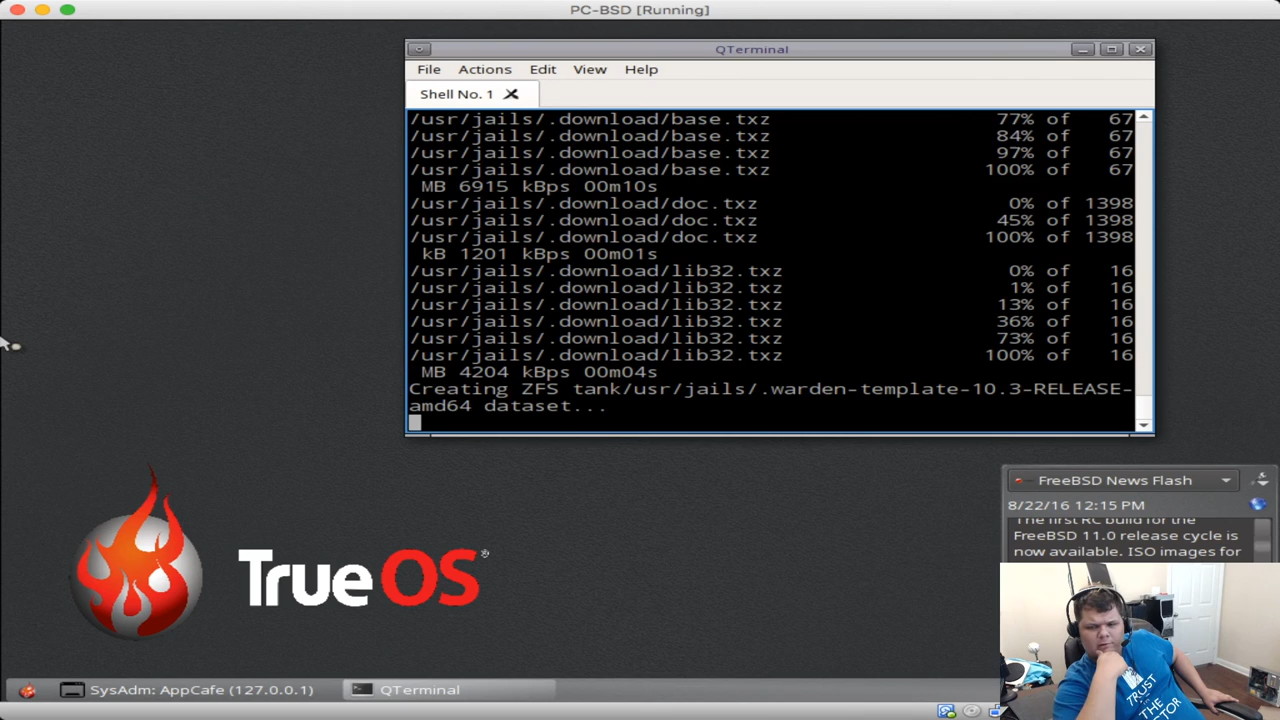 PC-BSD [Running]
QTerminal
File Actions Edit View Help
Shell No. 1
/usr/jails/.download/base.txz 77% of 67
/usr/jails/.download/base.txz 84% of 67
/usr/jails/.download/base.txz 97% of 67
/usr/jails/.download/base.txz 100% of 67
MB 6915 kBps 00m10s
/usr/jails/.download/doc.txz 0% of 1398
/usr/jails/.download/doc.txz 45% of 1398
/usr/jails/.download/doc.txz 100% of 1398
kB 1201 kBps 00m01s
/usr/jails/.download/lib32.txz 0% of 16
/usr/jails/.download/lib32.txz 1% of 16
/usr/jails/.download/lib32.txz 13% of 16
/usr/jails/.download/lib32.txz 36% of 16
/usr/jails/.download/lib32.txz 73% of 16
/usr/jails/.download/lib32.txz 100% of 16
MB 4204 kBps 00m04s
Creating ZFS tank/usr/jails/.warden-template-10.3-RELEASE-
amd64 dataset...
FreeBSD News Flash
8/22/16 12:15 PM
The first RC build for the
FreeBSD 11.0 release cycle is
now available. ISO images for
TrueOS®
TRUST
THE
SysAdm: AppCafe (127.0.0.1)
QTerminal